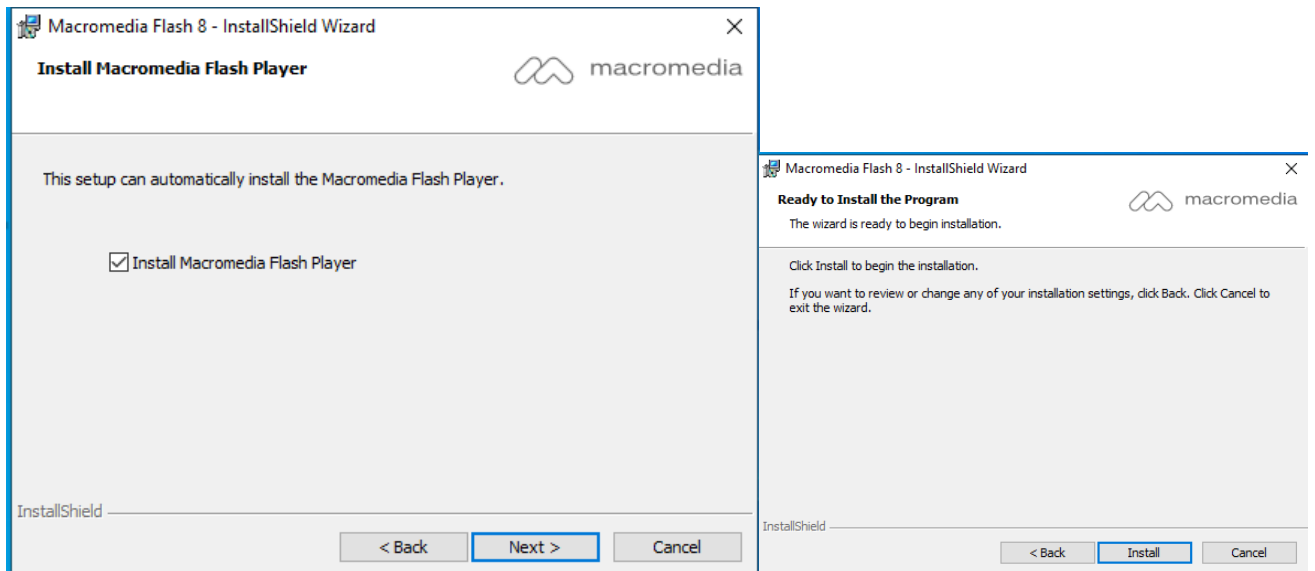 Macromedia Flash 8 - InstallShield Wizard
Install Macromedia Flash Player
macromedia
This setup can automatically install the Macromedia Flash Player.
Install Macromedia Flash Player
InstallShield
< Back
Next >
Cancel
Macromedia Flash 8 - InstallShield Wizard
Ready to Install the Program
macromedia
The wizard is ready to begin installation.
Click Install to begin the installation.
If you want to review or change any of your installation settings, click Back. Click Cancel to
exit the wizard.
InstallShield
< Back
Install
Cancel